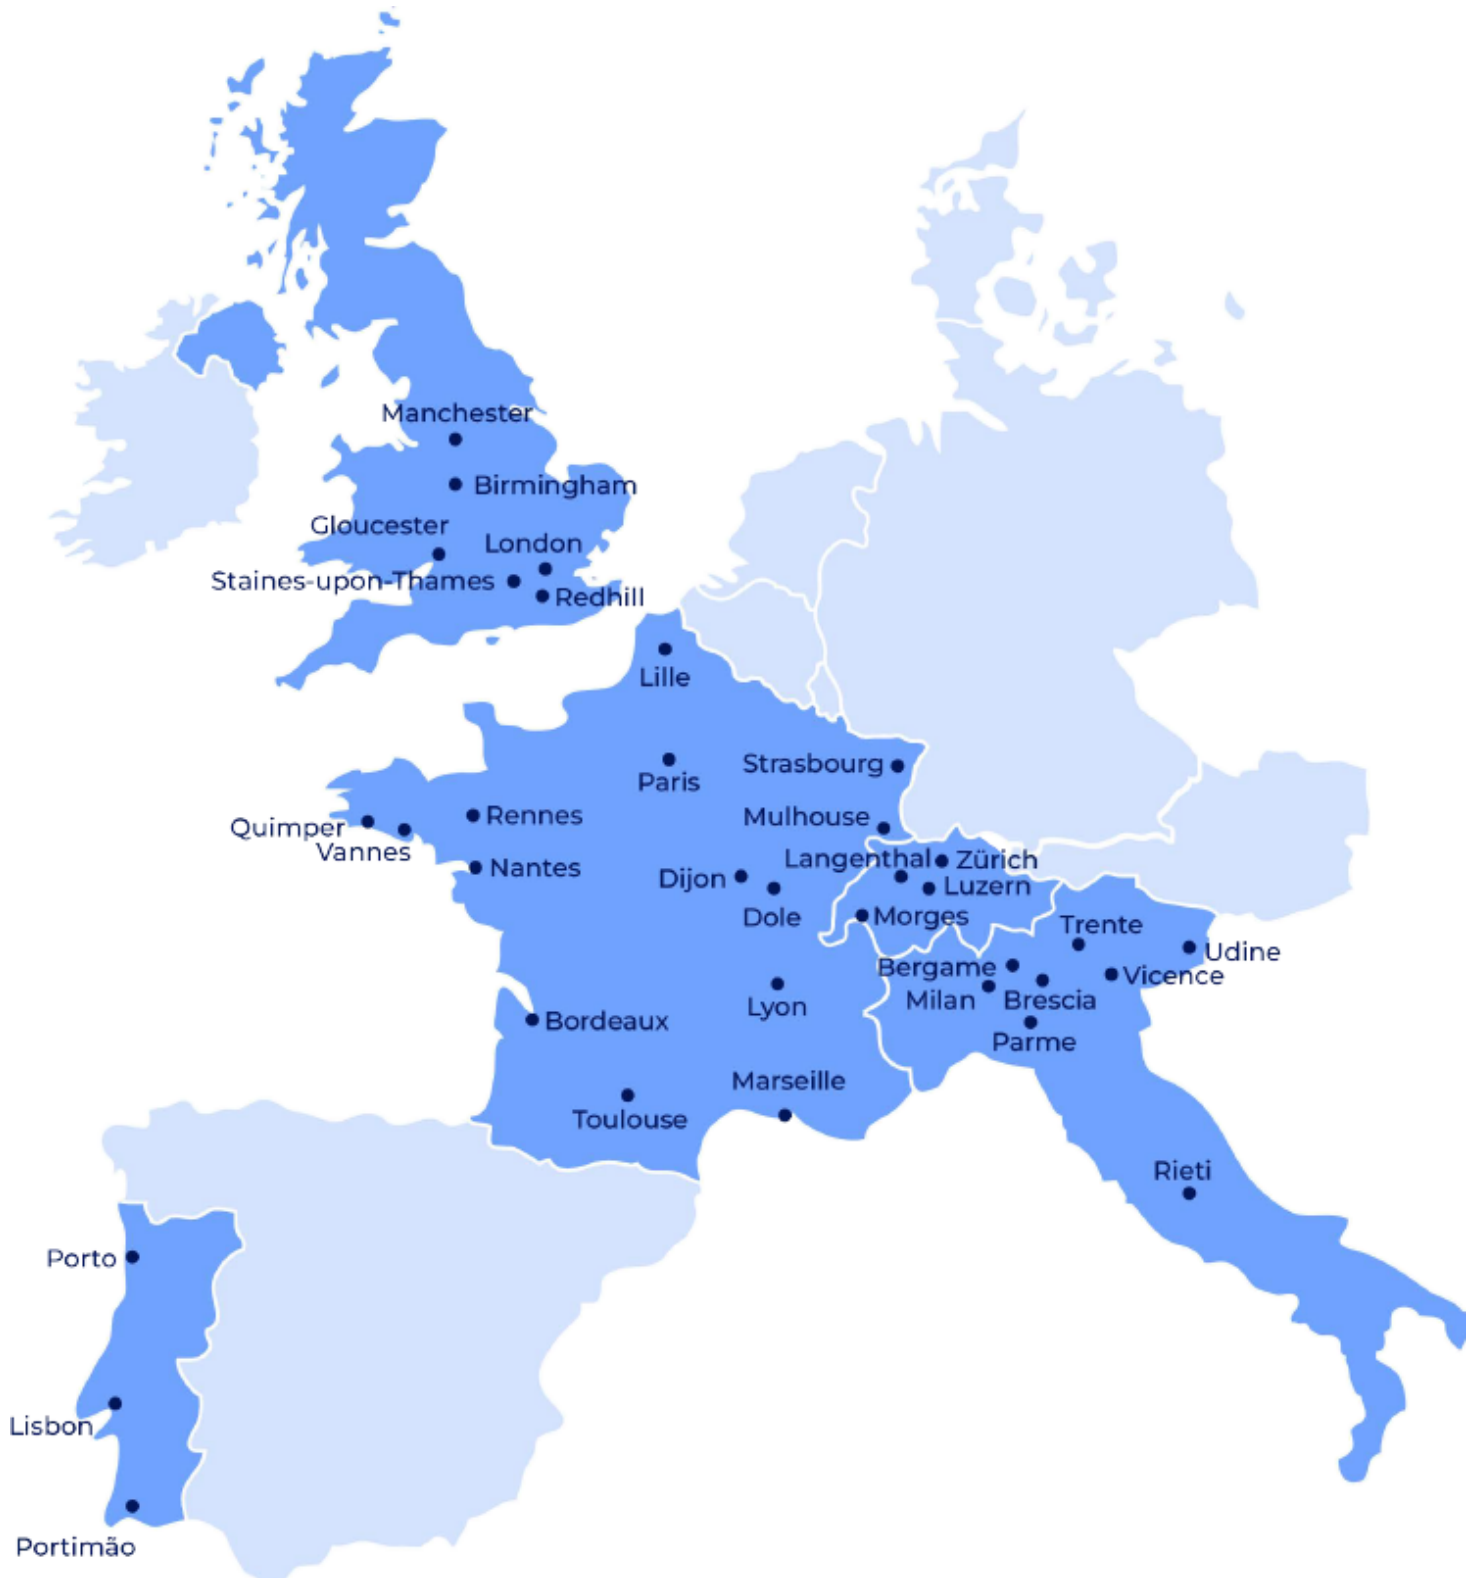 Manchester
Birmingham
Gloucester
London
Staines-upon-Thames
Redhill
Lille
Paris
Strasbourg
Quimper
Vannes
Rennes
Mulhouse
Nantes
Dijon
Langenthal
Zürich
Luzern
Dole
Morges
Trente
Udine
Bergame
Vicence
Milan
Brescia
Lyon
Bordeaux
Parme
Marseille
Toulouse
Rieti
Porto
Lisbon
Portimão